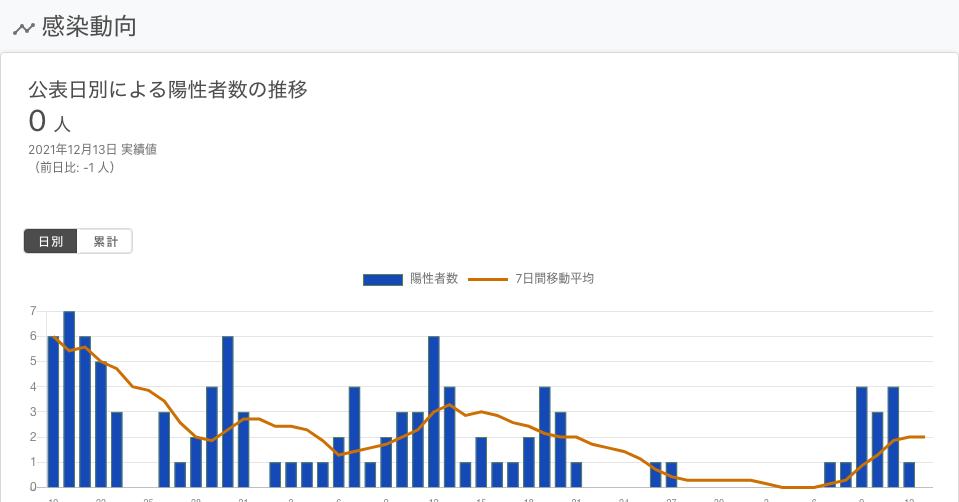 感染動向
公表日別による陽性者数の推移
0 人
2021年12月13日 実績値
（前日比: -1 人）
日別 累計
陽性者数 7日間移動平均
7
6
5
4
3
2
1
0